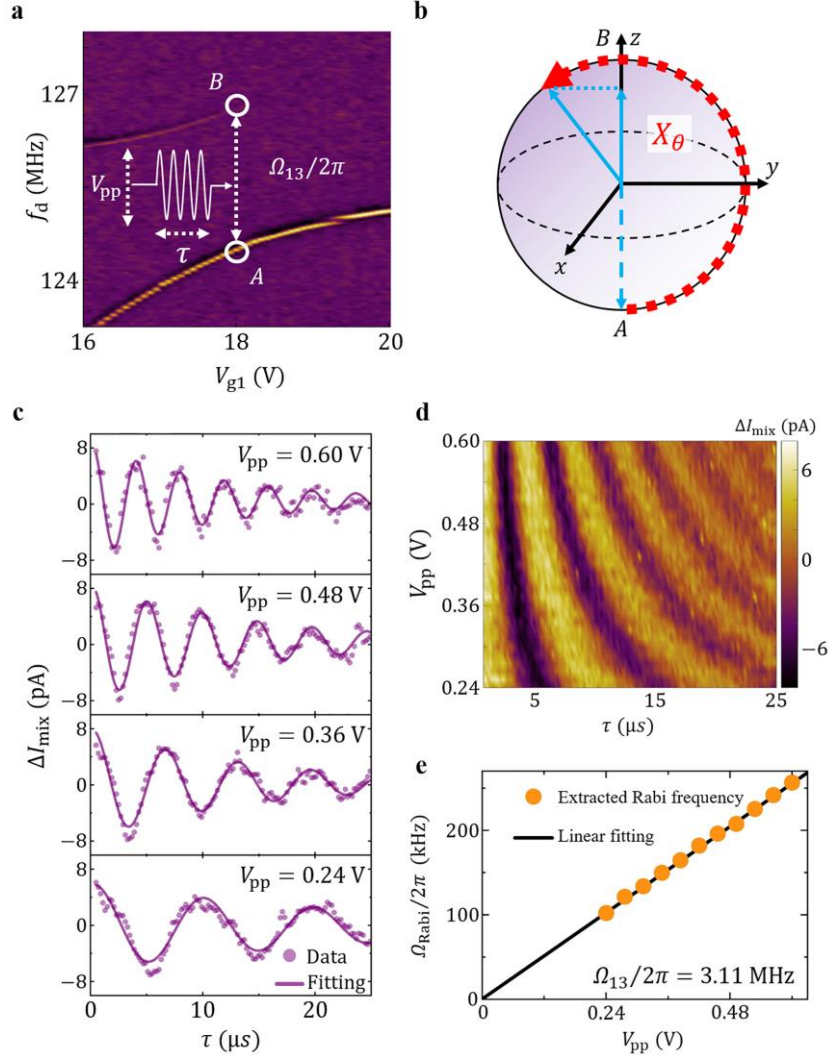 a
127
124
f_d (MHz)
B
V_pp
Ω_13/2π
τ
A
16 18 20
V_g1 (V)
b
B z
X_θ
y
x
A
c
8
0
−8
V_pp = 0.60 V
8
0
−8
V_pp = 0.48 V
8
0
−8
V_pp = 0.36 V
8
0
−8
V_pp = 0.24 V
Data
Fitting
ΔI_mix (pA)
0 10 20
τ (μs)
d
ΔI_mix (pA)
0.60
0.48
0.36
0.24
V_pp (V)
6
0
−6
5 15 25
τ (μs)
e
Extracted Rabi frequency
Linear fitting
200
100
0
Ω_Rabi/2π (kHz)
Ω_13/2π = 3.11 MHz
0 0.24 0.48
V_pp (V)